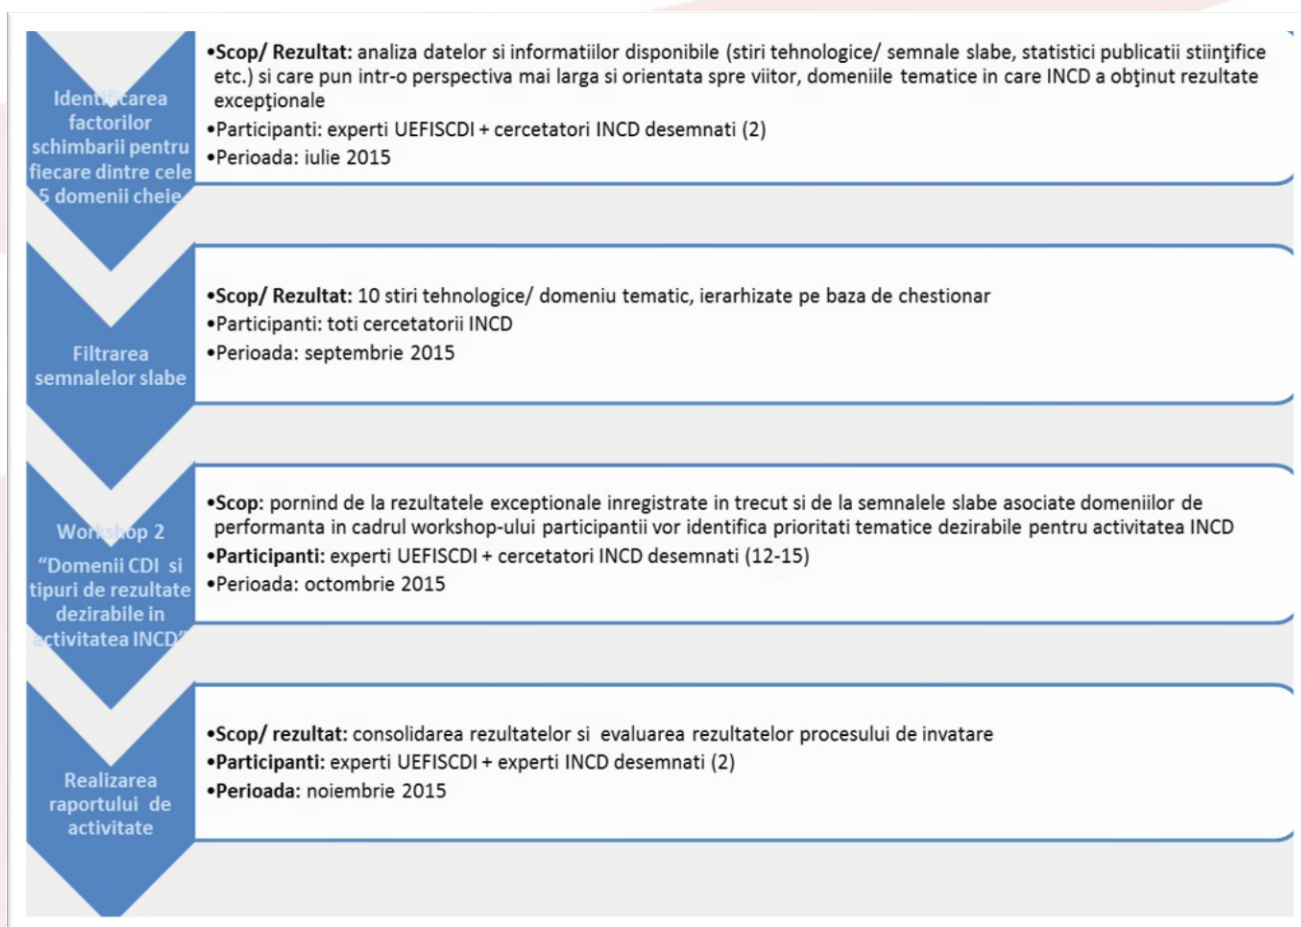 Identificarea
factorilor
schimbarii pentru
fiecare dintre cele
5 domenii cheie
•Scop/ Rezultat: analiza datelor si informatiilor disponibile (stiri tehnologice/ semnale slabe, statistici publicatii stiinţifice
etc.) si care pun intr-o perspectiva mai larga si orientata spre viitor, domeniile tematice in care INCD a obţinut rezultate
excepţionale
•Participanti: experti UEFISCDI + cercetatori INCD desemnati (2)
•Perioada: iulie 2015
Filtrarea
semnalelor slabe
•Scop/ Rezultat: 10 stiri tehnologice/ domeniu tematic, ierarhizate pe baza de chestionar
•Participanti: toti cercetatorii INCD
•Perioada: septembrie 2015
Workshop 2
“Domenii CDI si
tipuri de rezultate
dezirabile in
activitatea INCD”
•Scop: pornind de la rezultatele exceptionale inregistrate in trecut si de la semnalele slabe asociate domeniilor de
performanta in cadrul workshop-ului participantii vor identifica prioritati tematice dezirabile pentru activitatea INCD
•Participanti: experti UEFISCDI + cercetatori INCD desemnati (12-15)
•Perioada: octombrie 2015
Realizarea
raportului de
activitate
•Scop/ rezultat: consolidarea rezultatelor si evaluarea rezultatelor procesului de invatare
•Participanti: experti UEFISCDI + experti INCD desemnati (2)
•Perioada: noiembrie 2015